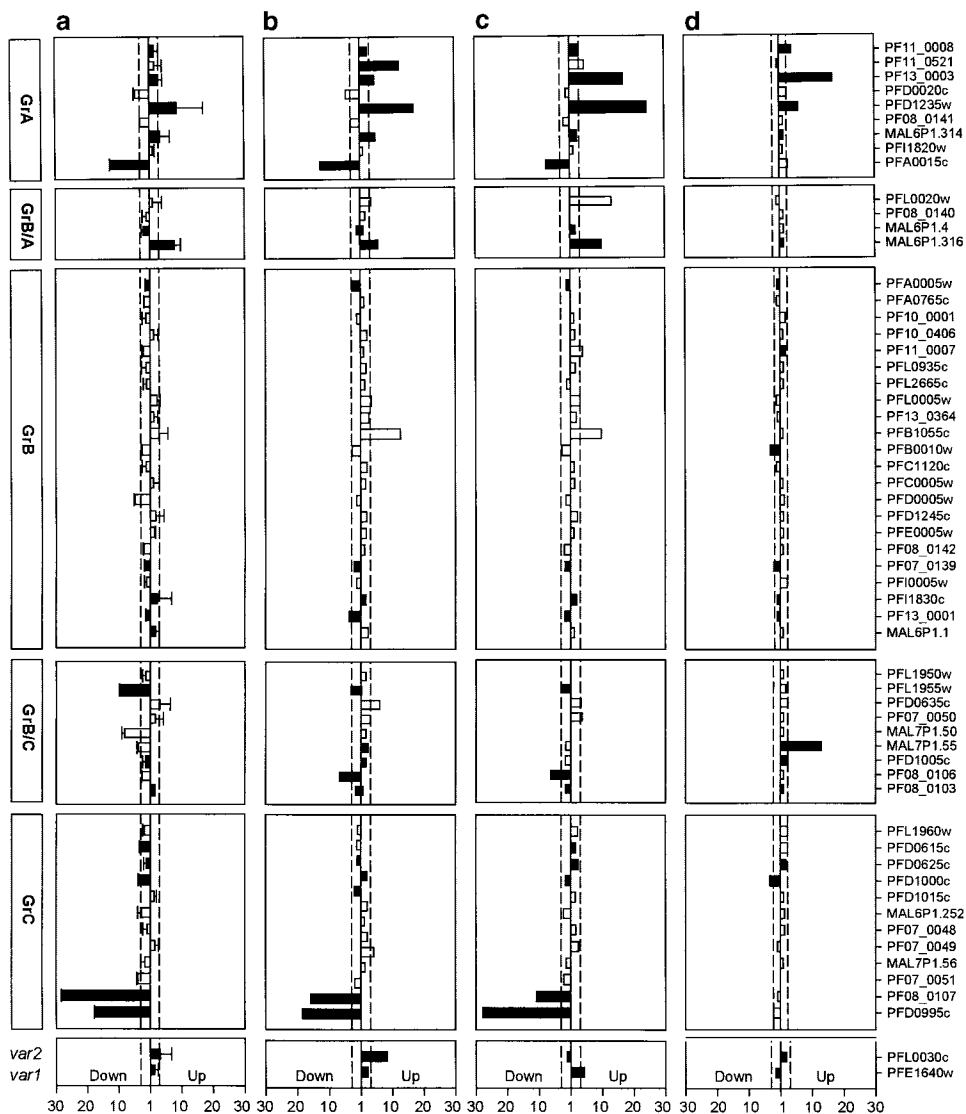 a b c d
GrA
PF11_0008
PF11_0521
PF13_0003
PFD0020c
PFD1235w
PF08_0141
MAL6P1.314
PFI1820w
PFA0015c
GrB/A
PFL0020w
PF08_0140
MAL6P1.4
MAL6P1.316
GrB
PFA0005w
PFA0765c
PF10_0001
PF10_0406
PF11_0007
PFL0935c
PFL2665c
PFL0005w
PF13_0364
PFB1055c
PFB0010w
PFC1120c
PFC0005w
PFD0005w
PFD1245c
PFE0005w
PF08_0142
PF07_0139
PFI0005w
PFI1830c
PF13_0001
MAL6P1.1
GrB/C
PFL1950w
PFL1955w
PFD0635c
PF07_0050
MAL7P1.50
MAL7P1.55
PFD1005c
PF08_0106
PF08_0103
GrC
PFL1960w
PFD0615c
PFD0625c
PFD1000c
PFD1015c
MAL6P1.252
PF07_0048
PF07_0049
MAL7P1.56
PF07_0051
PF08_0107
PFD0995c
var2 PFL0030c
var1 Down Up Down Up Down Up Down Up PFE1640w
30 20 10 1 10 20 30 20 10 1 10 20 30 20 10 1 10 20 30 20 10 1 10 20 30